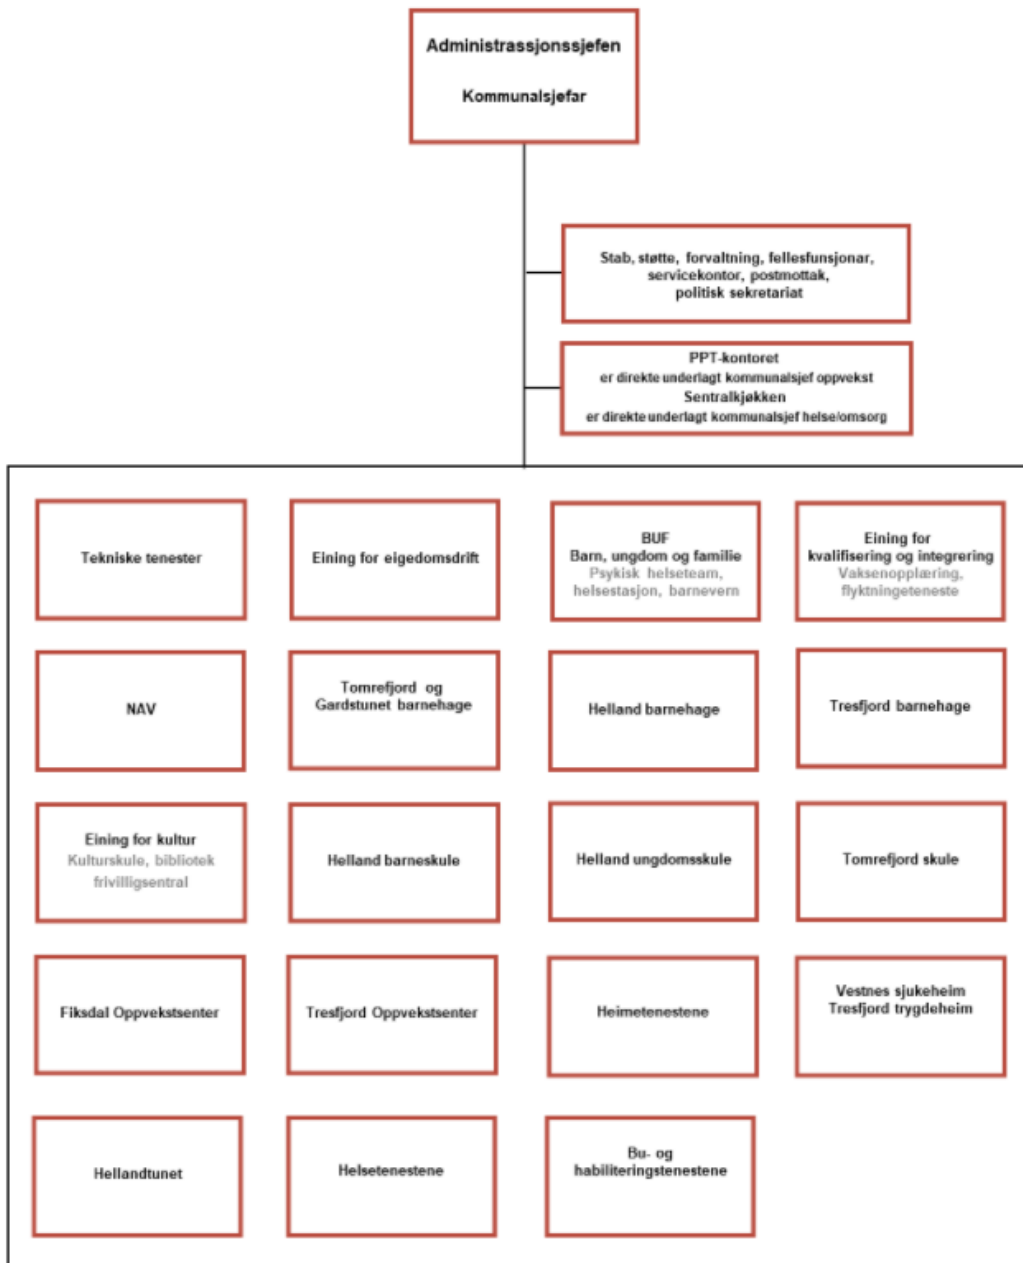 Administrassjonssjefen
Kommunalsjefar
Stab, støtte, forvaltning, fellesfunsjonar,
servicekontor, postmottak,
politisk sekretariat
PPT-kontoret
er direkte underlagt kommunalsjef oppvekst
Sentralkjøkken
er direkte underlagt kommunalsjef helse/omsorg
Tekniske tenester
Eining for eigedomsdrift
BUF
Barn, ungdom og familie
Psykisk helseteam,
helsestasjon, barnevern
Eining for
kvalifisering og integrering
Vaksenopplæring,
flyktningeteneste
NAV
Tomrefjord og
Gardstunet barnehage
Helland barnehage
Tresfjord barnehage
Eining for kultur
Kulturskule, bibliotek
frivilligsentral
Helland barneskule
Helland ungdomsskule
Tomrefjord skule
Fiksdal Oppvekstsenter
Tresfjord Oppvekstsenter
Heimetenestene
Vestnes sjukeheim
Tresfjord trygdeheim
Hellandtunet
Helsetenestene
Bu- og
habiliteringstenestene